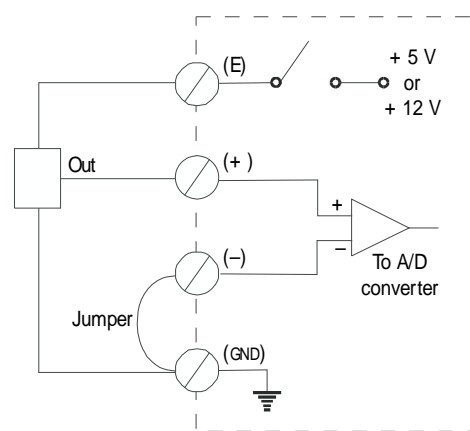 (E)
+ 5 V
or
+ 12 V
Out
(+ )
+
(–)
–
To A/D
converter
Jumper
(GND)